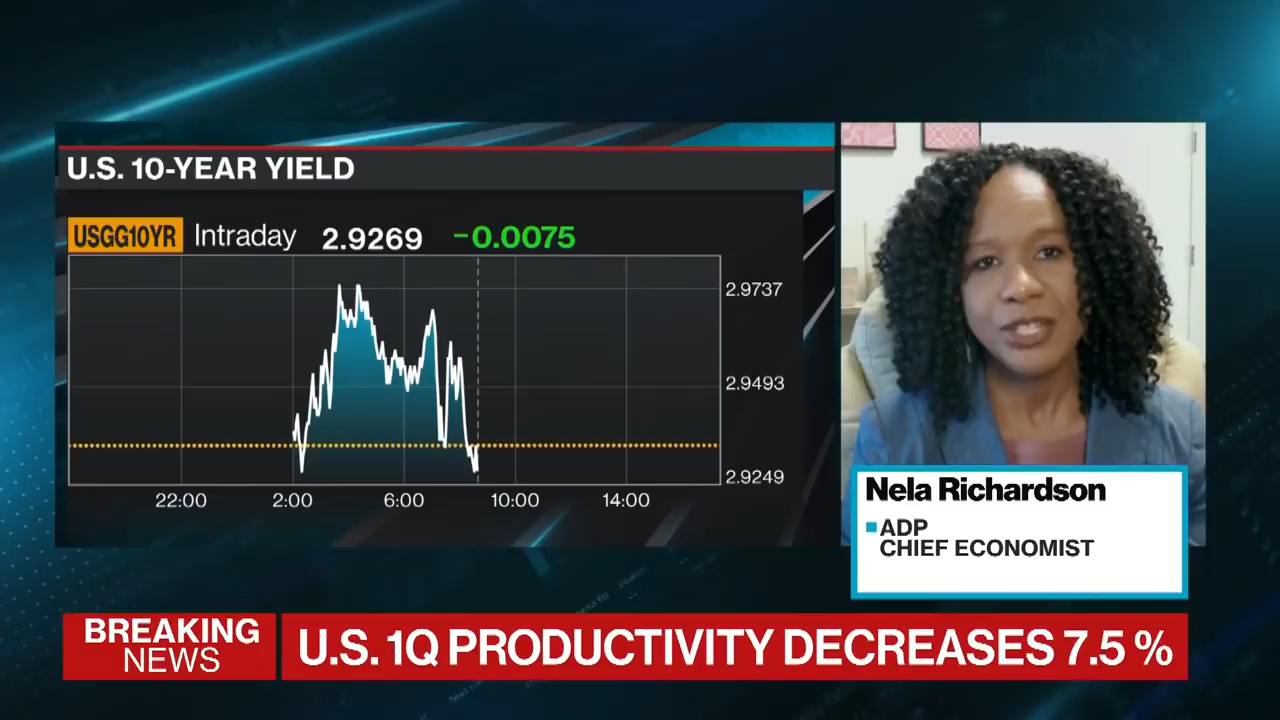 U.S. 10-YEAR YIELD
USGG10YR Intraday 2.9269 -0.0075
2.9737
2.9493
2.9249
22:00 2:00 6:00 10:00 14:00
Nela Richardson
ADP
CHIEF ECONOMIST
BREAKING
NEWS
U.S. 1Q PRODUCTIVITY DECREASES 7.5 %